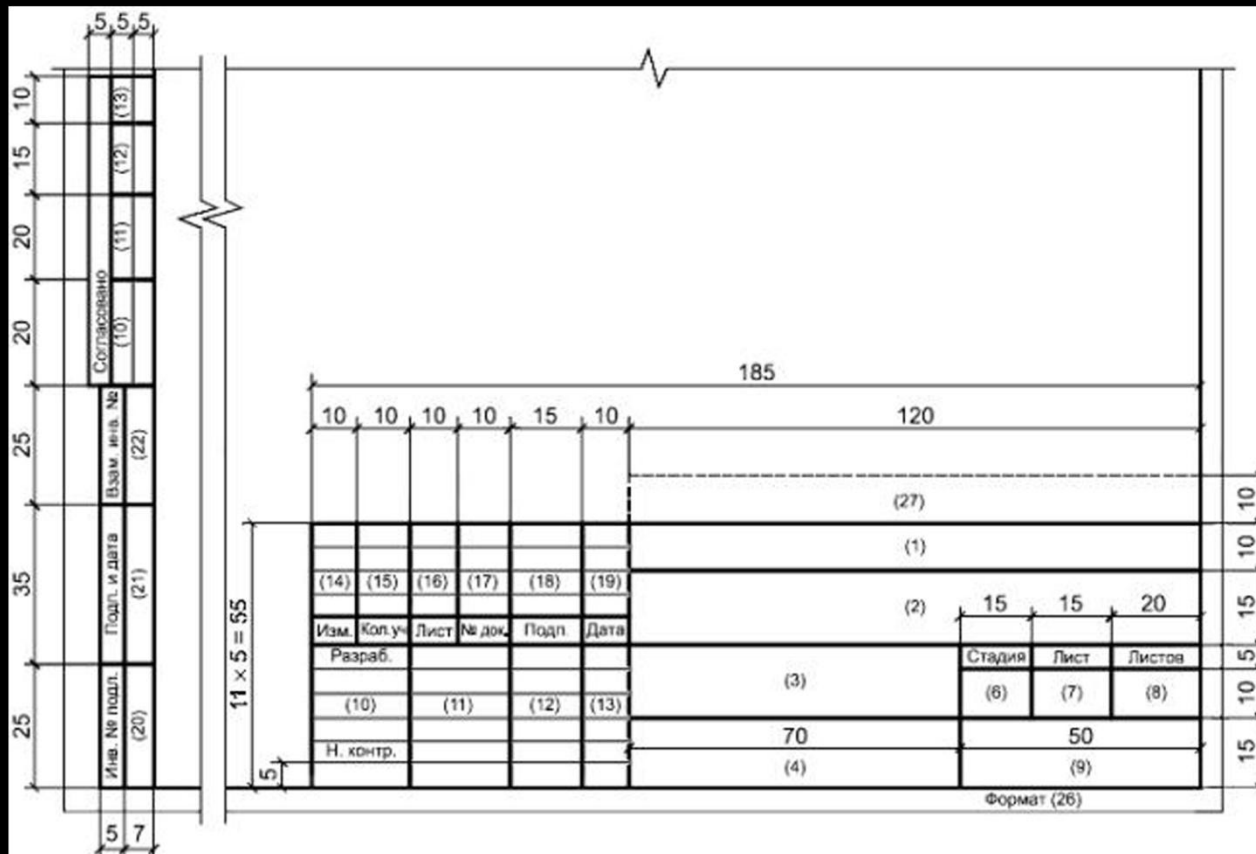 5 5 5
10
15
20
20
25
35
25
(13)
(12)
(11)
(10)
Согласовано
Взам. инв. №
(22)
Подп. и дата
(21)
Инв. № подл.
(20)
5 7
185
10 10 10 10 15 10 120
(27)
10
(1)
10
(14) (15) (16) (17) (18) (19)
(2)
15 15 20
15
Изм. Кол.уч Лист № док. Подп. Дата
Разраб.
Стадия Лист Листов
5
(3)
(6) (7) (8)
10
(10) (11) (12) (13)
70 50
15
Н. контр.
(4) (9)
5
11 × 5 = 55
Формат (26)